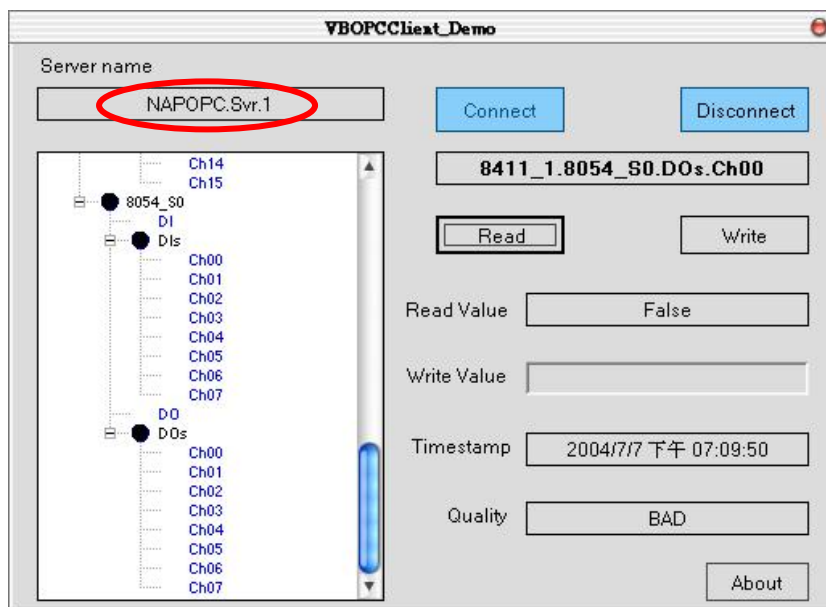 VBOPCClient_Demo
Server name
NAPOPC.Svr.1
Connect
Disconnect
8411_1.8054_S0.DOs.Ch00
Read
Write
Read Value
False
Write Value
Timestamp
2004/7/7 下午 07:09:50
Quality
BAD
About
Ch14
Ch15
8054_S0
DI
DIs
Ch00
Ch01
Ch02
Ch03
Ch04
Ch05
Ch06
Ch07
DO
DOs
Ch00
Ch01
Ch02
Ch03
Ch04
Ch05
Ch06
Ch07